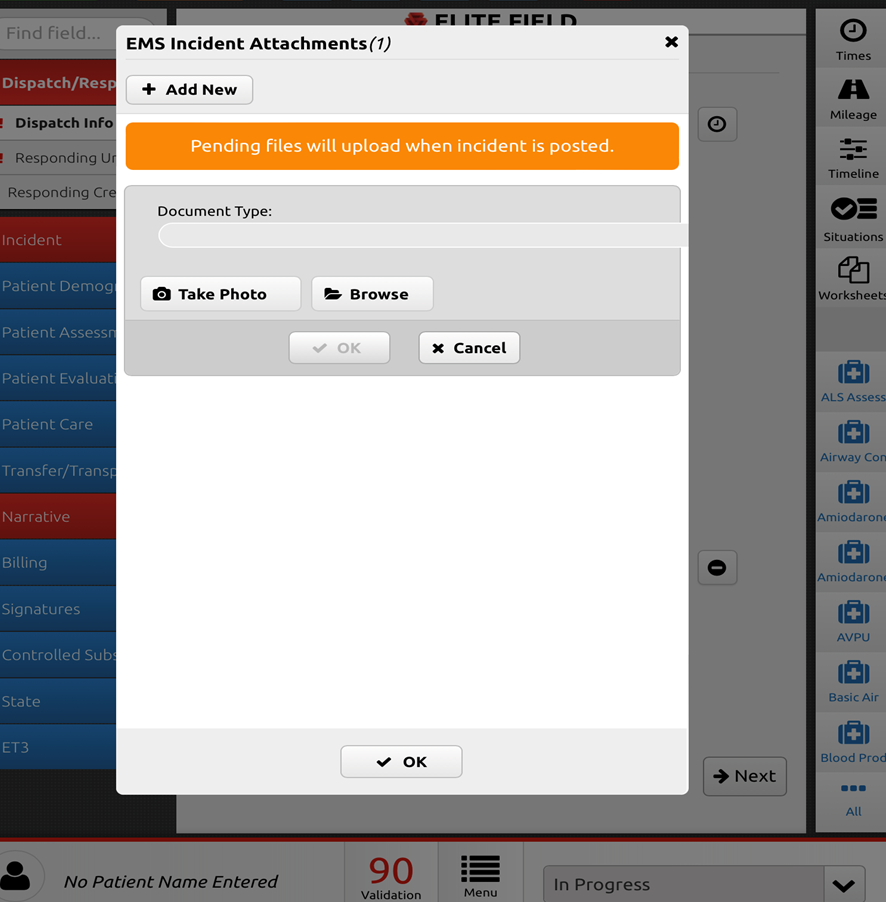 Find field...
ELITE FIELD
EMS Incident Attachments(1)
Add New
Pending files will upload when incident is posted.
Document Type:
Take Photo
Browse
OK
Cancel
OK
Dispatch/Resp
Dispatch Info
Responding Un
Responding Cre
Incident
Patient Demog
Patient Assessm
Patient Evaluati
Patient Care
Transfer/Transp
Narrative
Billing
Signatures
Controlled Subs
State
ET3
Next
Times
Mileage
Timeline
Situations
Worksheets
ALS Assess
Airway Con
Amiodarone
Amiodarone
AVPU
Basic Air
Blood Prod
All
No Patient Name Entered
90
Validation
Menu
In Progress